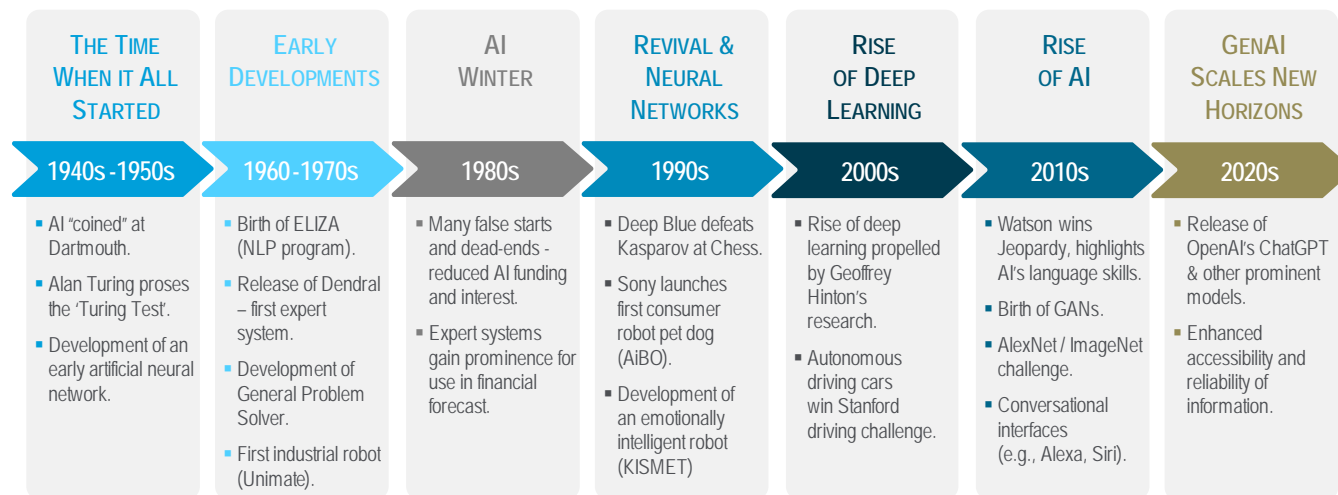 THE TIME
WHEN IT ALL
STARTED
1940s -1950s
▪ AI “coined” at
Dartmouth.
▪ Alan Turing proses
the ‘Turing Test’.
▪ Development of an
early artificial neural
network.
EARLY
DEVELOPMENTS
1960 -1970s
▪ Birth of ELIZA
(NLP program).
▪ Release of Dendral
– first expert
system.
▪ Development of
General Problem
Solver.
▪ First industrial robot
(Unimate).
AI
WINTER
1980s
▪ Many false starts
and dead-ends -
reduced AI funding
and interest.
▪ Expert systems
gain prominence for
use in financial
forecast.
REVIVAL &
NEURAL
NETWORKS
1990s
▪ Deep Blue defeats
Kasparov at Chess.
▪ Sony launches
first consumer
robot pet dog
(AiBO).
▪ Development of
an emotionally
intelligent robot
(KISMET)
RISE
OF DEEP
LEARNING
2000s
▪ Rise of deep
learning propelled
by Geoffrey
Hinton’s
research.
▪ Autonomous
driving cars
win Stanford
driving challenge.
RISE
OF AI
2010s
▪ Watson wins
Jeopardy, highlights
AI’s language skills.
▪ Birth of GANs.
▪ AlexNet / ImageNet
challenge.
▪ Conversational
interfaces
(e.g., Alexa, Siri).
GENAI
SCALES NEW
HORIZONS
2020s
▪ Release of
OpenAI’s ChatGPT
& other prominent
models.
▪ Enhanced
accessibility and
reliability of
information.